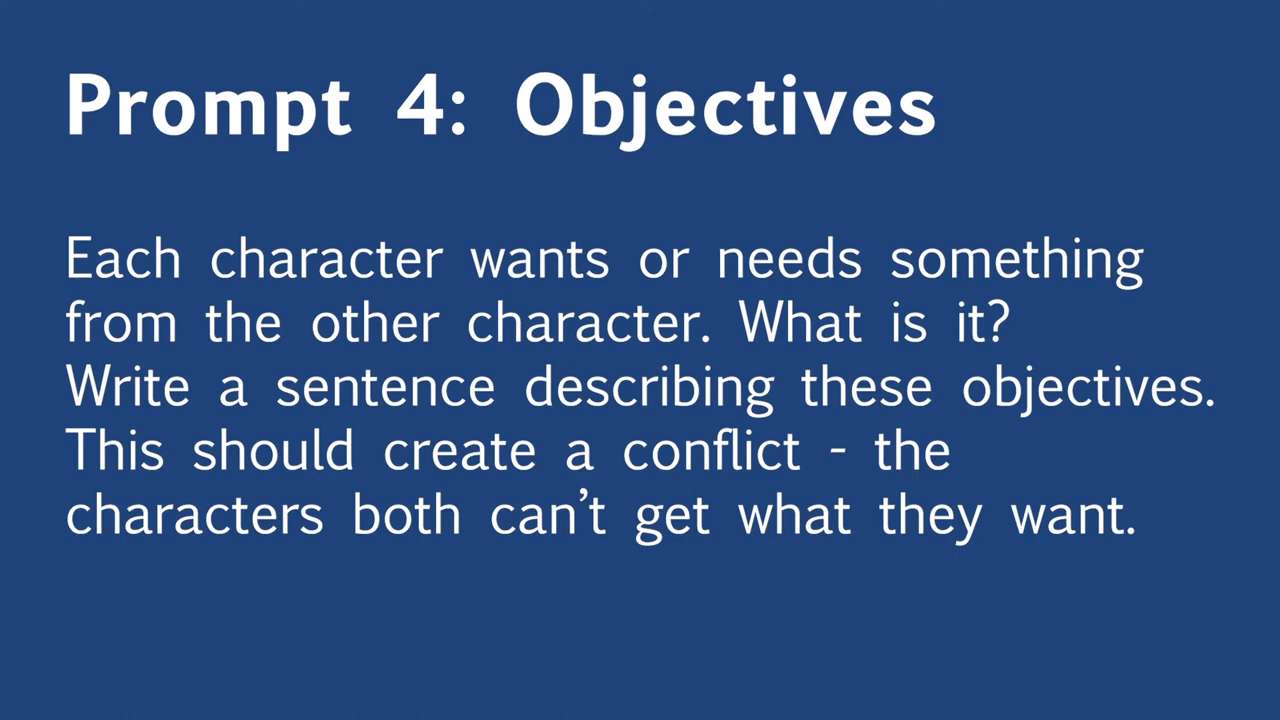 Prompt 4: Objectives
Each character wants or needs something
from the other character. What is it?
Write a sentence describing these objectives.
This should create a conflict - the
characters both can’t get what they want.